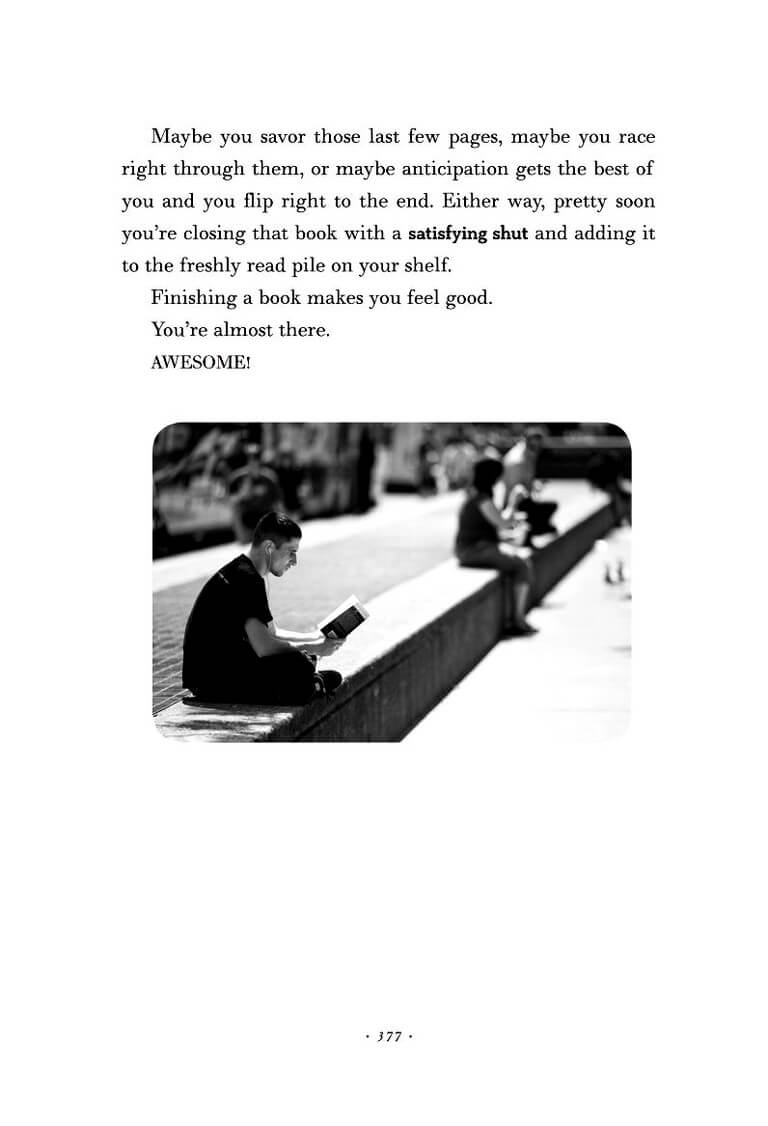 Maybe you savor those last few pages, maybe you race
right through them, or maybe anticipation gets the best of
you and you flip right to the end. Either way, pretty soon
you’re closing that book with a satisfying shut and adding it
to the freshly read pile on your shelf.
Finishing a book makes you feel good.
You’re almost there.
AWESOME!
· 377 ·